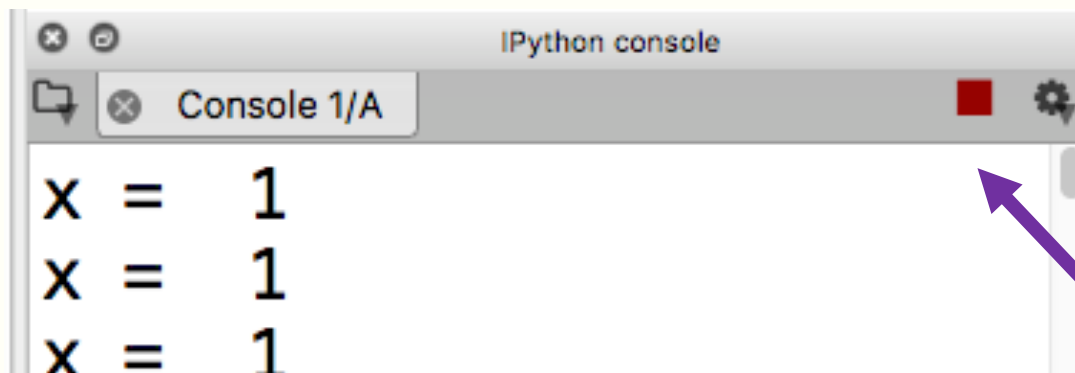 IPython console
Console 1/A
x =  1
x =  1
x =  1